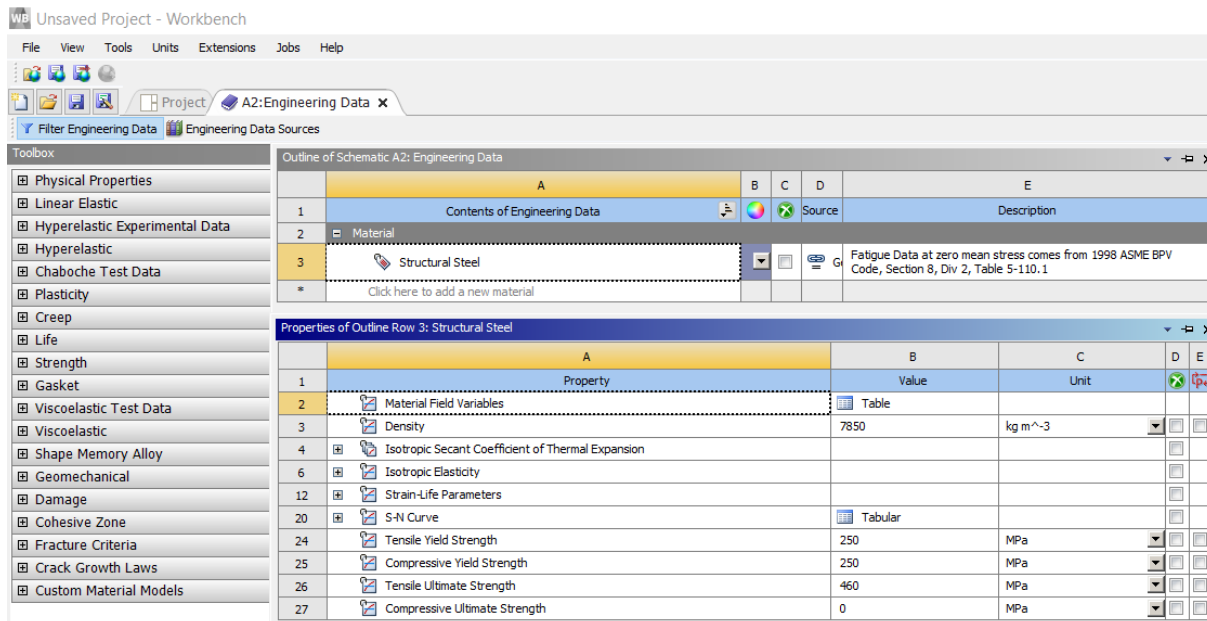 WB Unsaved Project - Workbench
File View Tools Units Extensions Jobs Help
Project A2:Engineering Data x
Filter Engineering Data Engineering Data Sources
Toolbox
Physical Properties
Linear Elastic
Hyperelastic Experimental Data
Hyperelastic
Chaboche Test Data
Plasticity
Creep
Life
Strength
Gasket
Viscoelastic Test Data
Viscoelastic
Shape Memory Alloy
Geomechanical
Damage
Cohesive Zone
Fracture Criteria
Crack Growth Laws
Custom Material Models
Outline of Schematic A2: Engineering Data
A B C D E
1 Contents of Engineering Data Source Description
2 Material
3 Structural Steel Fatigue Data at zero mean stress comes from 1998 ASME BPV
Code, Section 8, Div 2, Table 5-110.1
* Click here to add a new material
Properties of Outline Row 3: Structural Steel
A B C D E
1 Property Value Unit
2 Material Field Variables Table
3 Density 7850 kg m^-3
4 Isotropic Secant Coefficient of Thermal Expansion
6 Isotropic Elasticity
12 Strain-Life Parameters
20 S-N Curve Tabular
24 Tensile Yield Strength 250 MPa
25 Compressive Yield Strength 250 MPa
26 Tensile Ultimate Strength 460 MPa
27 Compressive Ultimate Strength 0 MPa